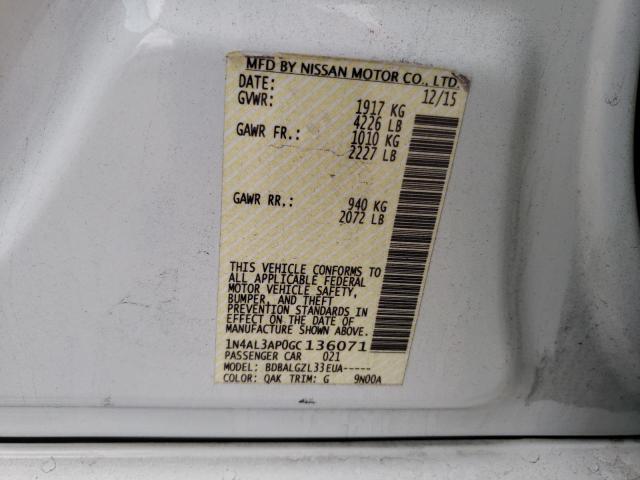 MFD BY NISSAN MOTOR CO., LTD.
DATE: 12/15
GVWR: 1917 KG
4226 LB
GAWR FR.: 1010 KG
2227 LB
GAWR RR.: 940 KG
2072 LB
THIS VEHICLE CONFORMS TO
ALL APPLICABLE FEDERAL
MOTOR VEHICLE SAFETY,
BUMPER, AND THEFT
PREVENTION STANDARDS IN
EFFECT ON THE DATE OF
MANUFACTURE SHOWN ABOVE.
1N4AL3AP0GC136071
PASSENGER CAR 021
MODEL: BDBALGZL33EUA-----
COLOR: QAK TRIM: G 9N00A